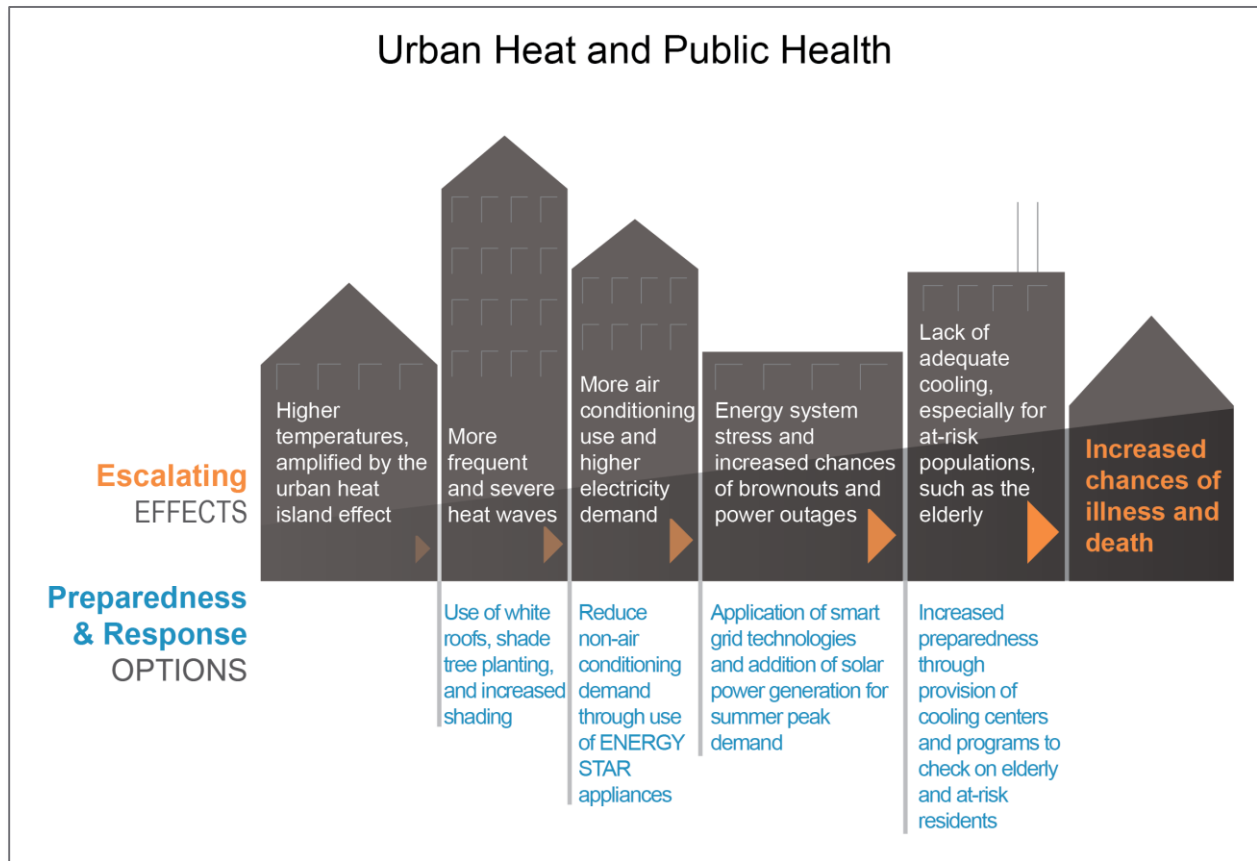 Urban Heat and Public Health
Escalating
EFFECTS
Higher
temperatures,
amplified by the
urban heat
island effect
More
frequent
and severe
heat waves
More air
conditioning
use and
higher
electricity
demand
Energy system
stress and
increased chances
of brownouts and
power outages
Lack of
adequate
cooling,
especially for
at-risk
populations,
such as the
elderly
Increased
chances of
illness and
death
Preparedness
& Response
OPTIONS
Use of white
roofs, shade
tree planting,
and increased
shading
Reduce
non-air
conditioning
demand
through use
of ENERGY
STAR
appliances
Application of smart
grid technologies
and addition of solar
power generation for
summer peak
demand
Increased
preparedness
through
provision of
cooling centers
and programs to
check on elderly
and at-risk
residents